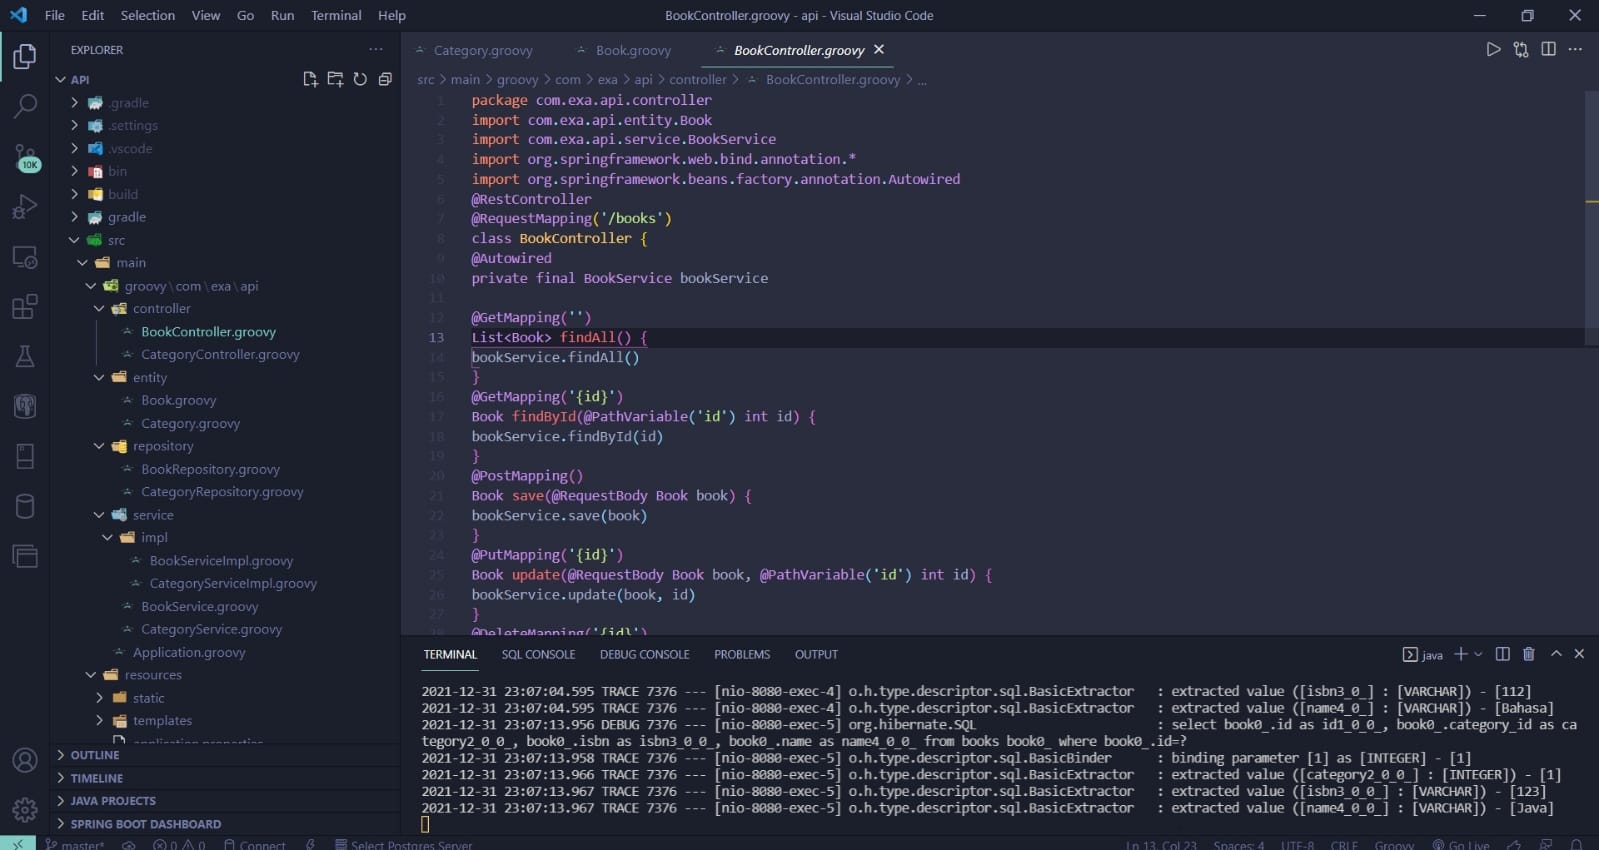 File Edit Selection View Go Run Terminal Help
BookController.groovy - api - Visual Studio Code
EXPLORER
API
.gradle
.settings
.vscode
bin
build
gradle
src
main
groovy\com\exa\api
controller
BookController.groovy
CategoryController.groovy
entity
Book.groovy
Category.groovy
repository
BookRepository.groovy
CategoryRepository.groovy
service
impl
BookServiceImpl.groovy
CategoryServiceImpl.groovy
BookService.groovy
CategoryService.groovy
Application.groovy
resources
static
templates
application.properties
OUTLINE
TIMELINE
JAVA PROJECTS
SPRING BOOT DASHBOARD
10K
Category.groovy Book.groovy BookController.groovy
src > main > groovy > com > exa > api > controller > BookController.groovy > ...
1 package com.exa.api.controller
2 import com.exa.api.entity.Book
3 import com.exa.api.service.BookService
4 import org.springframework.web.bind.annotation.*
5 import org.springframework.beans.factory.annotation.Autowired
6 @RestController
7 @RequestMapping('/books')
8 class BookController {
9 @Autowired
10 private final BookService bookService
11
12 @GetMapping('')
13 List<Book> findAll() {
14 bookService.findAll()
15 }
16 @GetMapping('{id}')
17 Book findById(@PathVariable('id') int id) {
18 bookService.findById(id)
19 }
20 @PostMapping()
21 Book save(@RequestBody Book book) {
22 bookService.save(book)
23 }
24 @PutMapping('{id}')
25 Book update(@RequestBody Book book, @PathVariable('id') int id) {
26 bookService.update(book, id)
27 }
28 @DeleteMapping('{id}')
TERMINAL SQL CONSOLE DEBUG CONSOLE PROBLEMS OUTPUT
java
2021-12-31 23:07:04.595 TRACE 7376 --- [nio-8080-exec-4] o.h.type.descriptor.sql.BasicExtractor : extracted value ([isbn3_0_] : [VARCHAR]) - [112]
2021-12-31 23:07:04.595 TRACE 7376 --- [nio-8080-exec-4] o.h.type.descriptor.sql.BasicExtractor : extracted value ([name4_0_] : [VARCHAR]) - [Bahasa]
2021-12-31 23:07:13.956 DEBUG 7376 --- [nio-8080-exec-5] org.hibernate.SQL : select book0_.id as id1_0_0_, book0_.category_id as ca
tegory2_0_0_, book0_.isbn as isbn3_0_0_, book0_.name as name4_0_0_ from books book0_ where book0_.id=?
2021-12-31 23:07:13.958 TRACE 7376 --- [nio-8080-exec-5] o.h.type.descriptor.sql.BasicBinder : binding parameter [1] as [INTEGER] - [1]
2021-12-31 23:07:13.966 TRACE 7376 --- [nio-8080-exec-5] o.h.type.descriptor.sql.BasicExtractor : extracted value ([category2_0_0_] : [INTEGER]) - [1]
2021-12-31 23:07:13.967 TRACE 7376 --- [nio-8080-exec-5] o.h.type.descriptor.sql.BasicExtractor : extracted value ([isbn3_0_0_] : [VARCHAR]) - [123]
2021-12-31 23:07:13.967 TRACE 7376 --- [nio-8080-exec-5] o.h.type.descriptor.sql.BasicExtractor : extracted value ([name4_0_0_] : [VARCHAR]) - [Java]
master* 0 0 Connect Select Postgres Server Ln 13, Col 23 Spaces: 4 UTF-8 CRLF Groovy Go Live